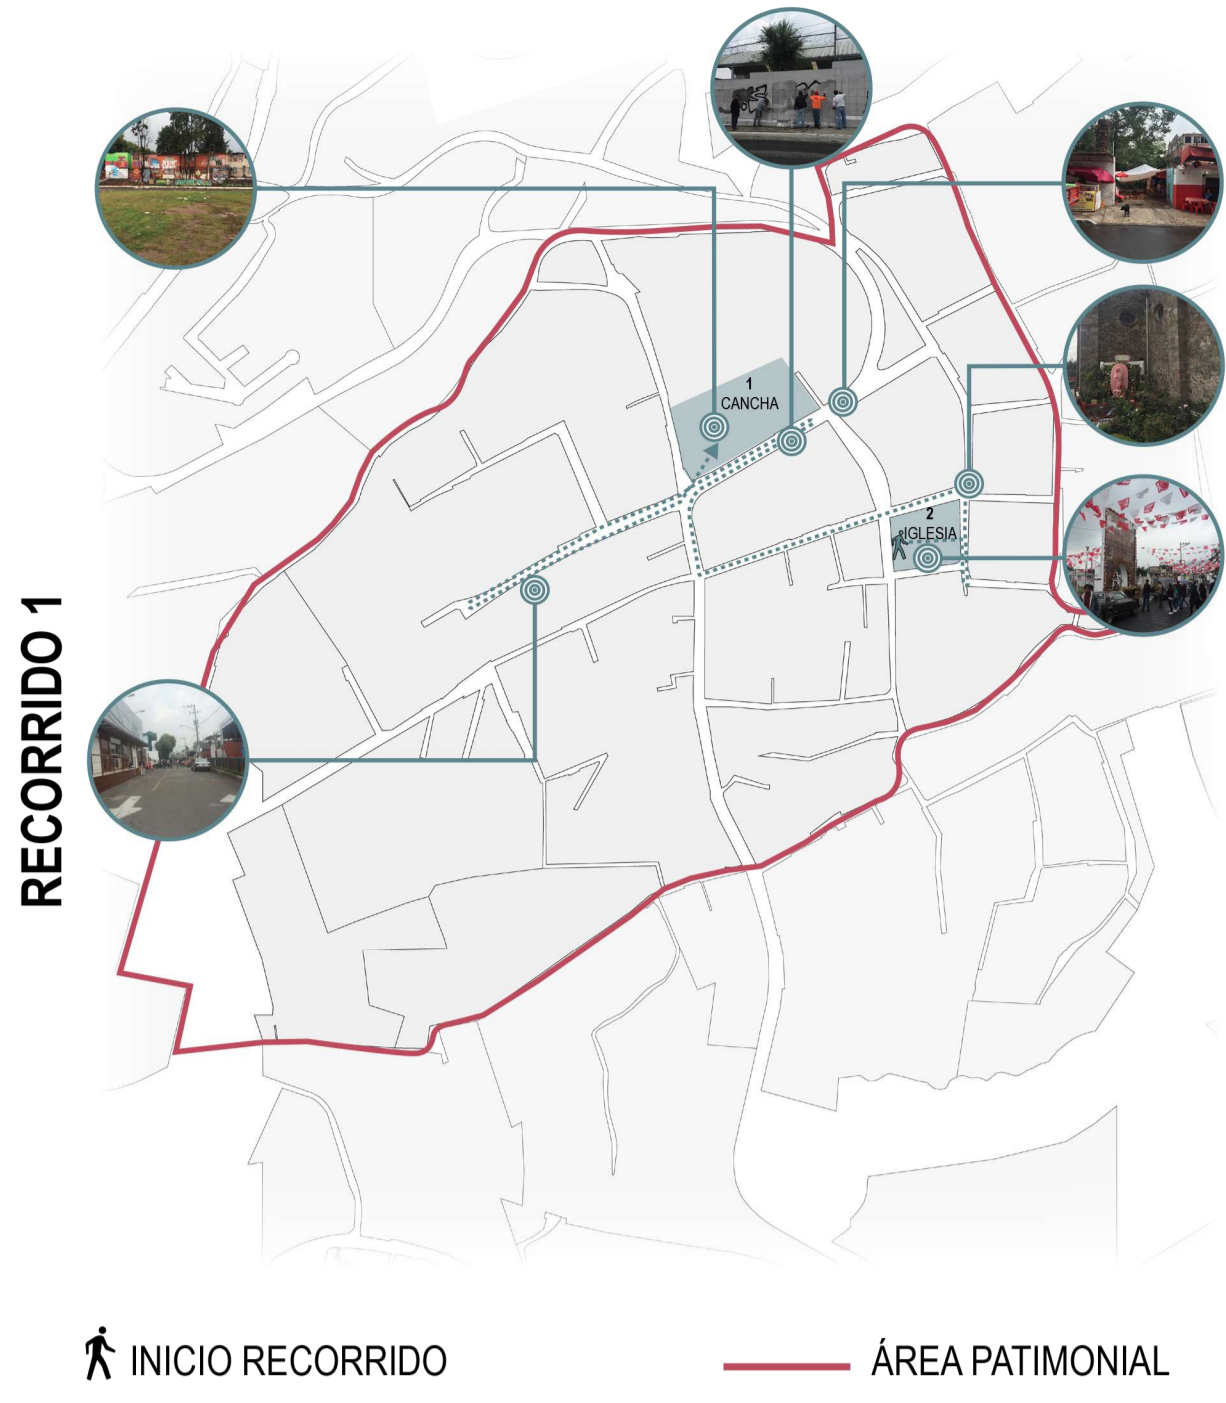 RECORRIDO 1
1
CANCHA
2
IGLESIA
INICIO RECORRIDO
ÁREA PATIMONIAL